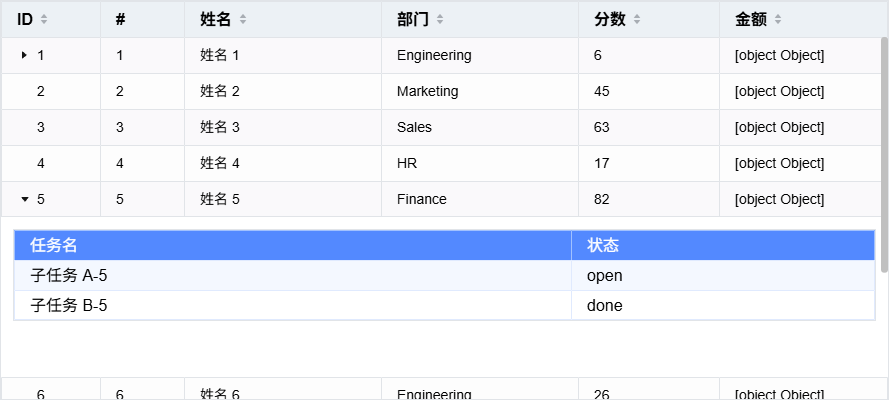 ID # 姓名 部门 分数 金额
1 1 姓名 1 Engineering 6 [object Object]
2 2 姓名 2 Marketing 45 [object Object]
3 3 姓名 3 Sales 63 [object Object]
4 4 姓名 4 HR 17 [object Object]
5 5 姓名 5 Finance 82 [object Object]
任务名 状态
子任务 A-5 open
子任务 B-5 done
6 6 姓名 6 Engineering 26 [object Object]